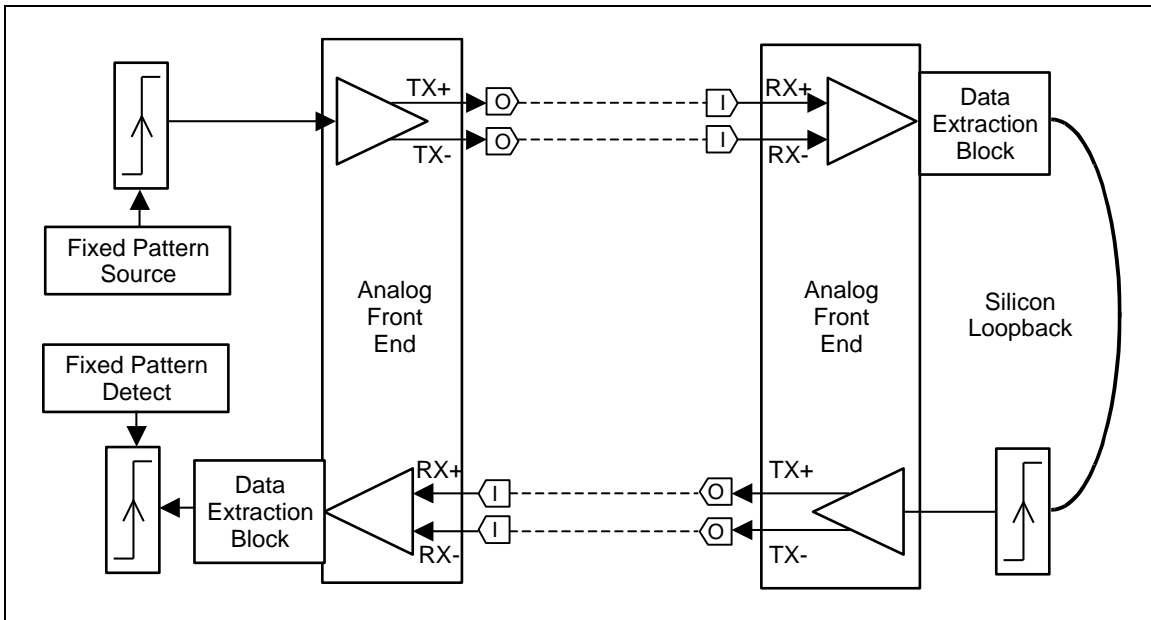 TX+
O
I
RX+
Data
Extraction
Block
TX-
O
I
RX-
Fixed Pattern
Source
Analog
Front
End
Analog
Front
End
Silicon
Loopback
Fixed Pattern
Detect
Data
Extraction
Block
RX+
I
O
TX+
RX-
I
O
TX-